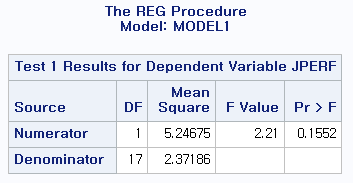 The REG Procedure
Model: MODEL1
Test 1 Results for Dependent Variable JPERF
Source DF Mean Square F Value Pr > F
Numerator 1 5.24675 2.21 0.1552
Denominator 17 2.37186